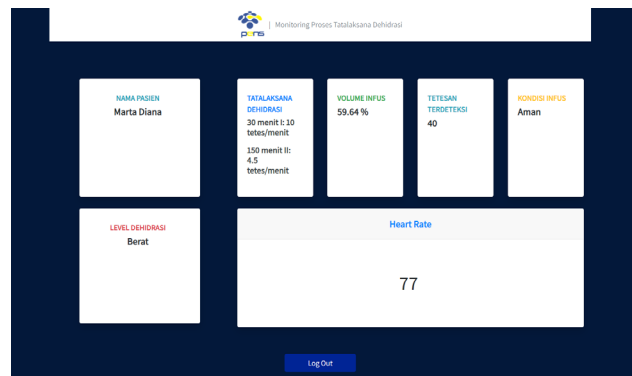 pens
| Monitoring Proses Tatalaksana Dehidrasi
NAMA PASIEN
Marta Diana
TATALAKSANA
DEHIDRASI
30 menit I: 10
tetes/menit
150 menit II:
4.5
tetes/menit
VOLUME INFUS
59.64 %
TETESAN
TERDETEKSI
40
KONDISI INFUS
Aman
LEVEL DEHIDRASI
Berat
Heart Rate
77
Log Out